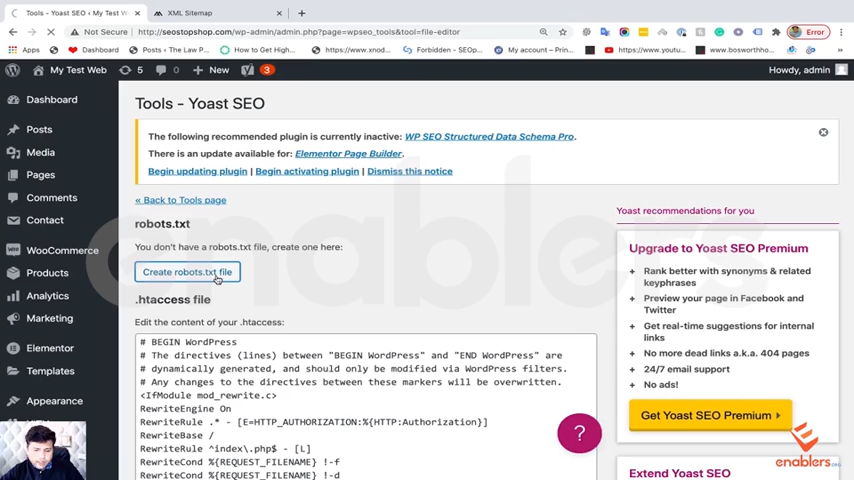 Tools - Yoast SEO ‹ My Test W
XML Sitemap
Not Secure
http://seostopshop.com/wp-admin/admin.php?page=wpseo_tools&tool=file-editor
Error
Apps
Dashboard
Posts ‹ The Law P
How to Get High
https://www.xnod
Forbidden - SEOP
My account – Prin
https://www.youtu
www.bosworthho
My Test Web
5
0
New
3
Howdy, admin
Dashboard
Posts
Media
Pages
Comments
Contact
WooCommerce
Products
Analytics
Marketing
Elementor
Templates
Appearance
Tools - Yoast SEO
The following recommended plugin is currently inactive: WP SEO Structured Data Schema Pro.
There is an update available for: Elementor Page Builder.
Begin updating plugin | Begin activating plugin | Dismiss this notice
« Back to Tools page
robots.txt
You don't have a robots.txt file, create one here:
Create robots.txt file
.htaccess file
Edit the content of your .htaccess:
# BEGIN WordPress
# The directives (lines) between "BEGIN WordPress" and "END WordPress" are
# dynamically generated, and should only be modified via WordPress filters.
# Any changes to the directives between these markers will be overwritten.
<IfModule mod_rewrite.c>
RewriteEngine On
RewriteRule .* - [E=HTTP_AUTHORIZATION:%{HTTP:Authorization}]
RewriteBase /
RewriteRule ^index\.php$ - [L]
RewriteCond %{REQUEST_FILENAME} !-f
RewriteCond %{REQUEST_FILENAME} !-d
Yoast recommendations for you
Upgrade to Yoast SEO Premium
+ Rank better with synonyms & related
keyphrases
+ Preview your page in Facebook and
Twitter
+ Get real-time suggestions for internal
links
+ No more dead links a.k.a. 404 pages
+ 24/7 email support
+ No ads!
Get Yoast SEO Premium
?
Extend Yoast SEO
enablers
enablers.ORG